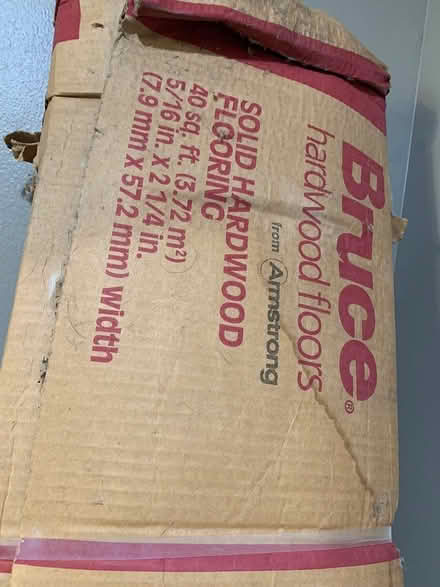 Bruce®
hardwood floors
from Armstrong
SOLID HARDWOOD
FLOORING
40 sq. ft. (3.72 m²)
5/16 in. X 2 1/4 in.
(7.9 mm X 57.2 mm) width